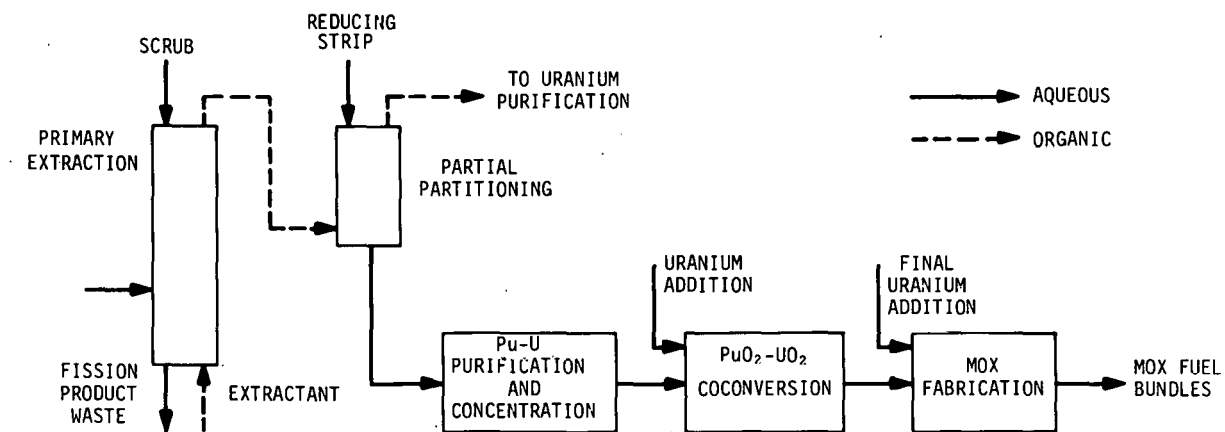 SCRUB
REDUCING
STRIP
TO URANIUM
PURIFICATION
AQUEOUS
ORGANIC
PRIMARY
EXTRACTION
PARTIAL
PARTITIONING
URANIUM
ADDITION
FINAL
URANIUM
ADDITION
FISSION
PRODUCT
WASTE
EXTRACTANT
Pu-U
PURIFICATION
AND
CONCENTRATION
PuO₂-UO₂
COCONVERSION
MOX
FABRICATION
MOX FUEL
BUNDLES